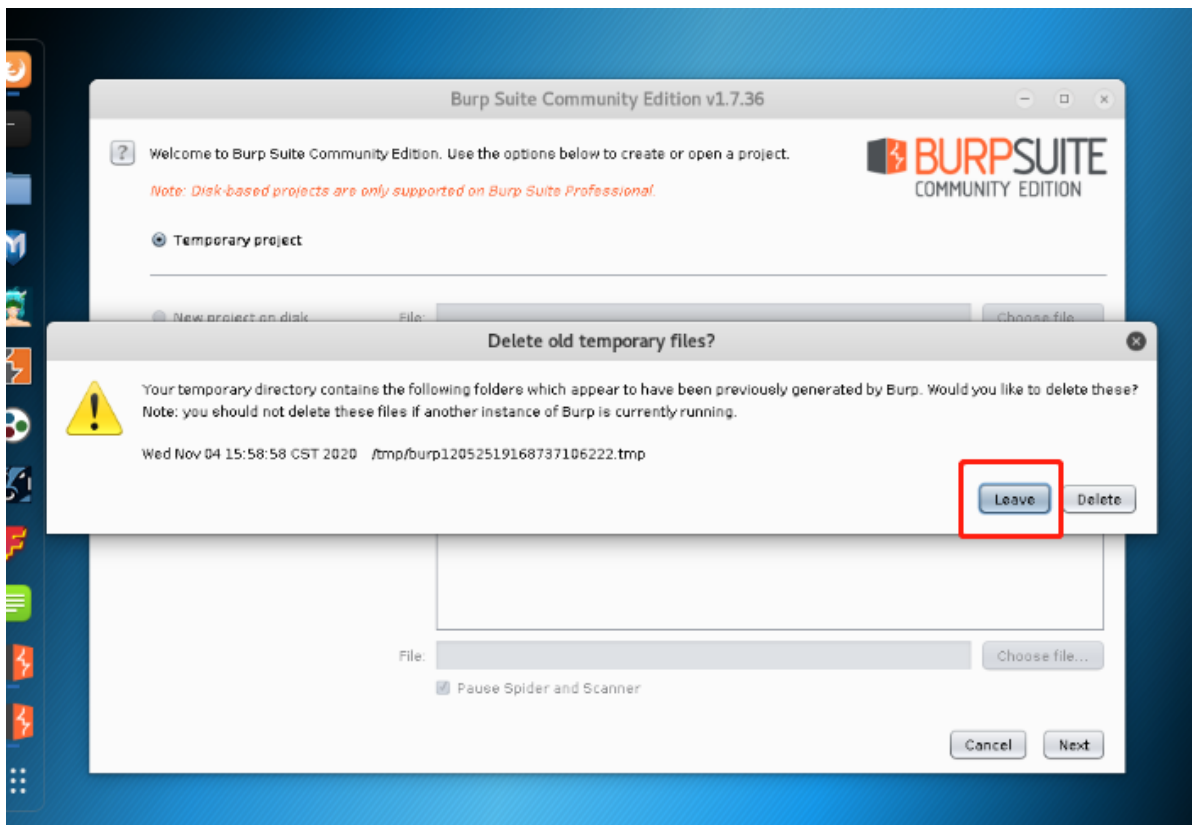 Burp Suite Community Edition v1.7.36
Welcome to Burp Suite Community Edition. Use the options below to create or open a project.
Note: Disk-based projects are only supported on Burp Suite Professional.
BURPSUITE
COMMUNITY EDITION
Temporary project
New project on disk File: Choose file...
Delete old temporary files?
Your temporary directory contains the following folders which appear to have been previously generated by Burp. Would you like to delete these?
Note: you should not delete these files if another instance of Burp is currently running.
Wed Nov 04 15:58:58 CST 2020 /tmp/burp12052519168737106222.tmp
Leave Delete
File: Choose file...
Pause Spider and Scanner
Cancel Next